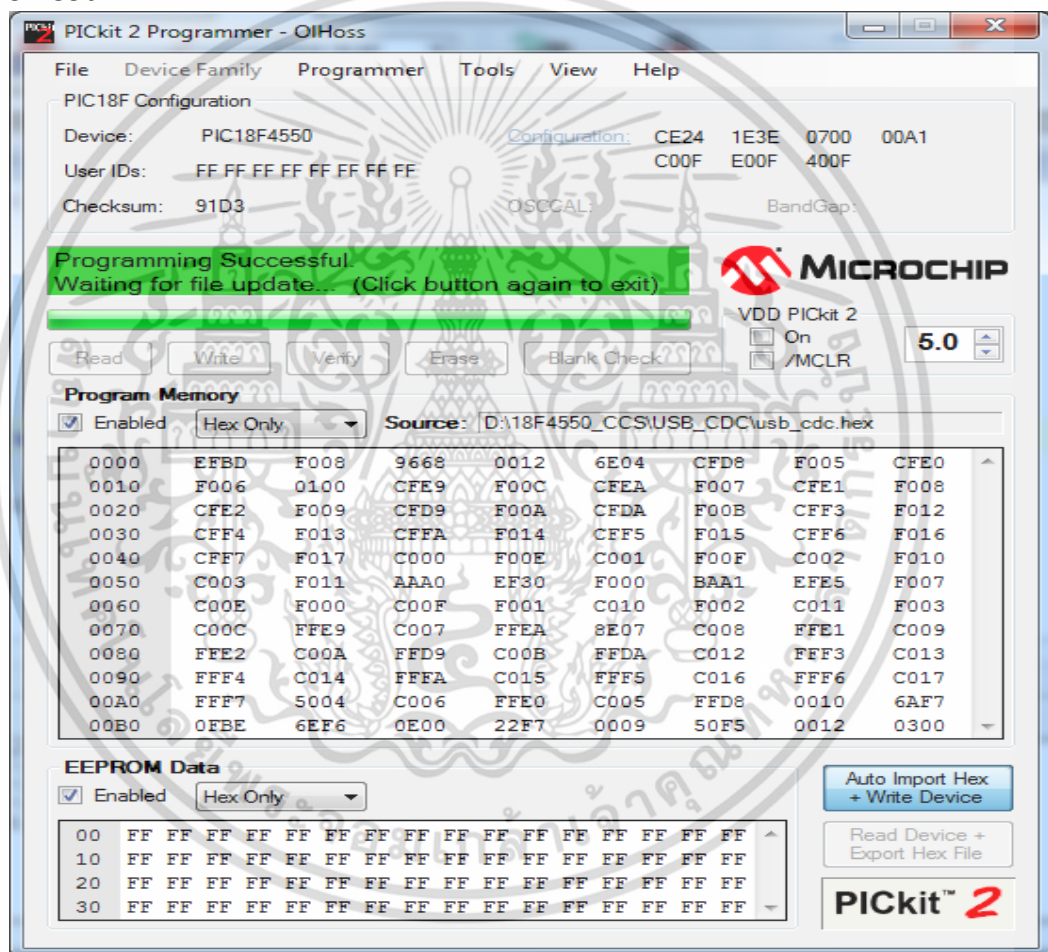 PICkit 2 Programmer - OlHoss
File Device Family Programmer Tools View Help
PIC18F Configuration
Device: PIC18F4550 Configuration: CE24 1E3E 0700 00A1
C00F E00F 400F
User IDs: FF FF FF FF FF FF FF FF
Checksum: 91D3 OSCCAL: BandGap:
Programming Successful.
Waiting for file update... (Click button again to exit)
MICROCHIP
VDD PICkit 2
On
/MCLR
5.0
Read Write Verify Erase Blank Check
Program Memory
Enabled Hex Only Source: D:\18F4550_CCS\USB_CDC\usb_cdc.hex
0000 EFBD F008 9668 0012 6E04 CFD8 F005 CFE0
0010 F006 0100 CFE9 F00C CFEA F007 CFE1 F008
0020 CFE2 F009 CFD9 F00A CFDA F00B CFF3 F012
0030 CFF4 F013 CFFA F014 CFF5 F015 CFF6 F016
0040 CFF7 F017 C000 F00E C001 F00F C002 F010
0050 C003 F011 AAA0 EF30 F000 BAA1 EFE5 F007
0060 C00E F000 C00F F001 C010 F002 C011 F003
0070 C00C FFE9 C007 FFEA 8E07 C008 FFE1 C009
0080 FFE2 C00A FFD9 C00B FFDA C012 FFF3 C013
0090 FFF4 C014 FFFA C015 FFF5 C016 FFF6 C017
00A0 FFF7 5004 C006 FFE0 C005 FFD8 0010 6AF7
00B0 0FBE 6EF6 0E00 22F7 0009 50F5 0012 0300
EEPROM Data
Enabled Hex Only
00 FF FF FF FF FF FF FF FF FF FF FF FF FF FF FF FF
10 FF FF FF FF FF FF FF FF FF FF FF FF FF FF FF FF
20 FF FF FF FF FF FF FF FF FF FF FF FF FF FF FF FF
30 FF FF FF FF FF FF FF FF FF FF FF FF FF FF FF FF
Auto Import Hex
+ Write Device
Read Device +
Export Hex File
PICkit™ 2